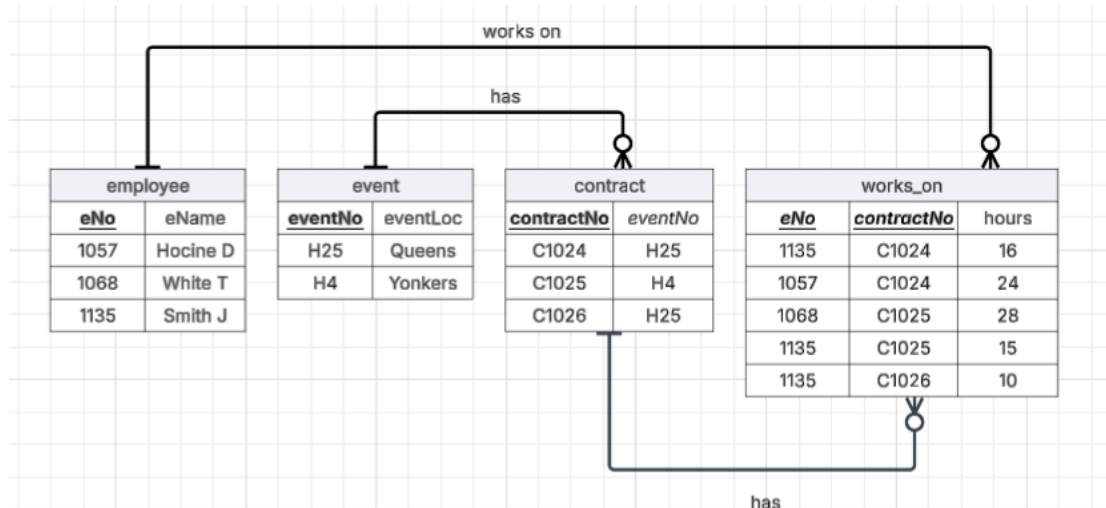 works on
has
employee event contract works_on
eNo eName eventNo eventLoc contractNo eventNo eNo contractNo hours
1057 Hocine D H25 Queens C1024 H25 1135 C1024 16
1068 White T H4 Yonkers C1025 H4 1057 C1024 24
1135 Smith J C1026 H25 1068 C1025 28
1135 C1025 15
1135 C1026 10
has